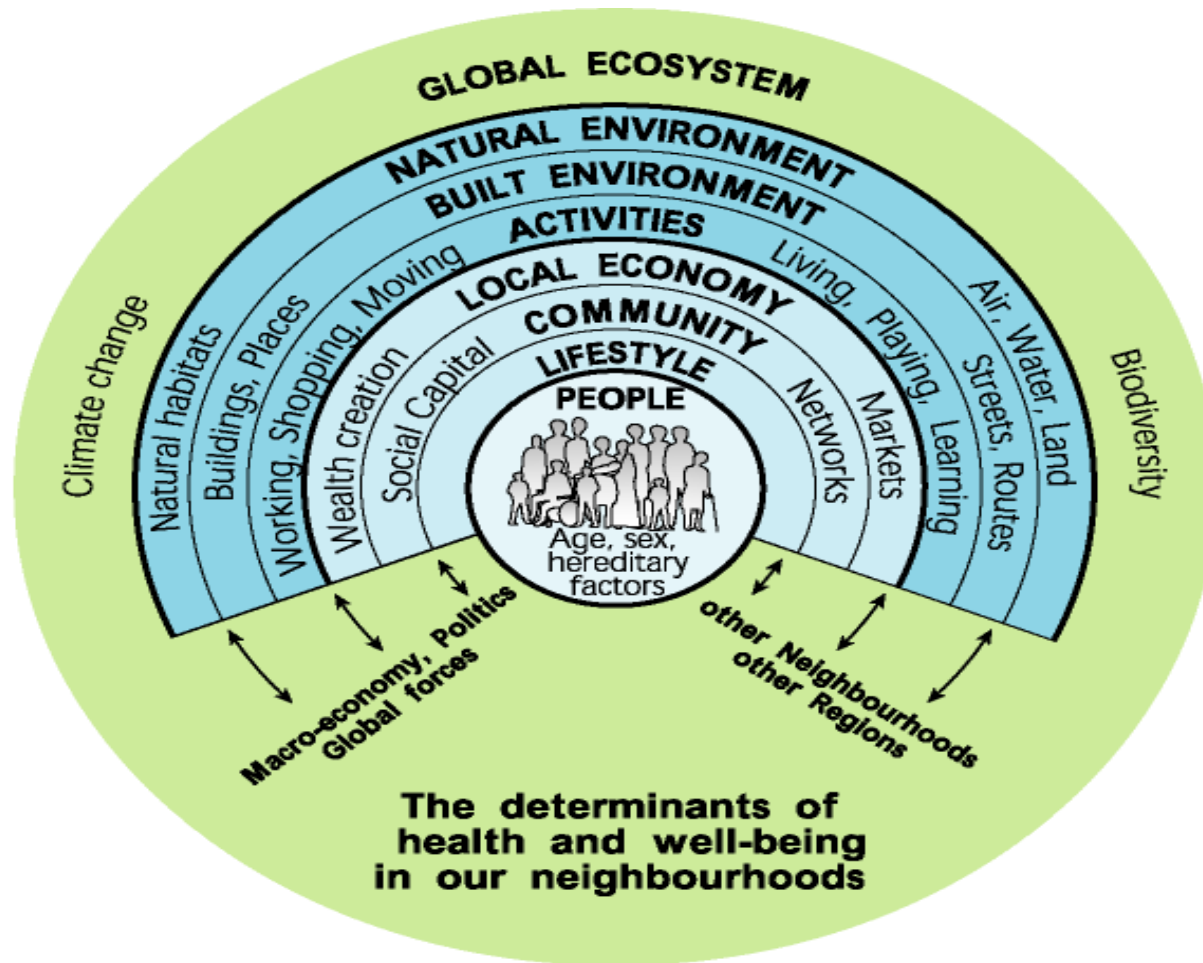 GLOBAL ECOSYSTEM
NATURAL ENVIRONMENT
BUILT ENVIRONMENT
ACTIVITIES
LOCAL ECONOMY
COMMUNITY
LIFESTYLE
PEOPLE
Age, sex,
hereditary
factors
Climate change
Natural habitats
Buildings, Places
Working, Shopping, Moving
Wealth creation
Social Capital
Networks
Markets
Living, Playing, Learning
Streets, Routes
Air, Water, Land
Biodiversity
Macro-economy, Politics
Global forces
other Neighbourhoods
other Regions
The determinants of
health and well-being
in our neighbourhoods